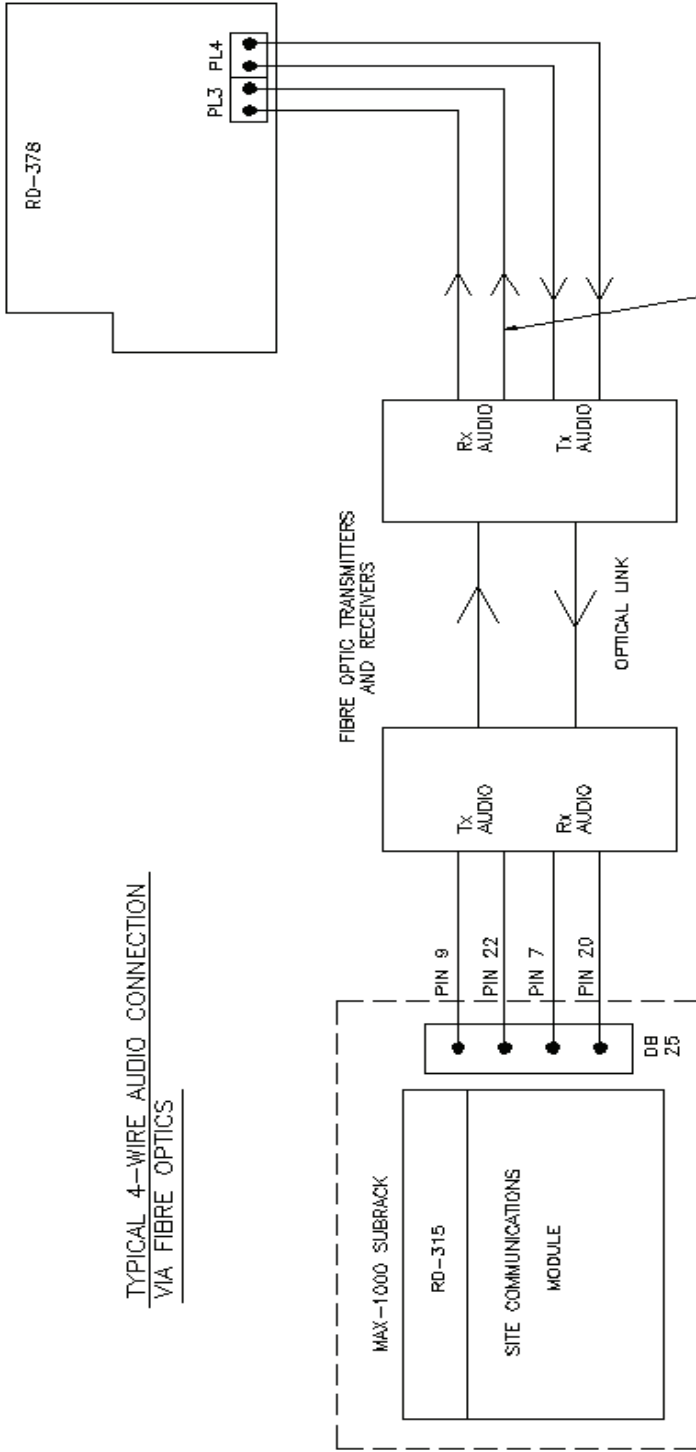 TYPICAL 4-WIRE AUDIO CONNECTION
VIA FIBRE OPTICS
MAX-1000 SUBRACK
RD-315
SITE COMMUNICATIONS
MODULE
DB
25
PIN 9
PIN 22
PIN 7
PIN 20
Tx
AUDIO
Rx
AUDIO
FIBRE OPTIC TRANSMITTERS
AND RECEIVERS
OPTICAL LINK
Rx
AUDIO
Tx
AUDIO
RD-378
PL3 PL4